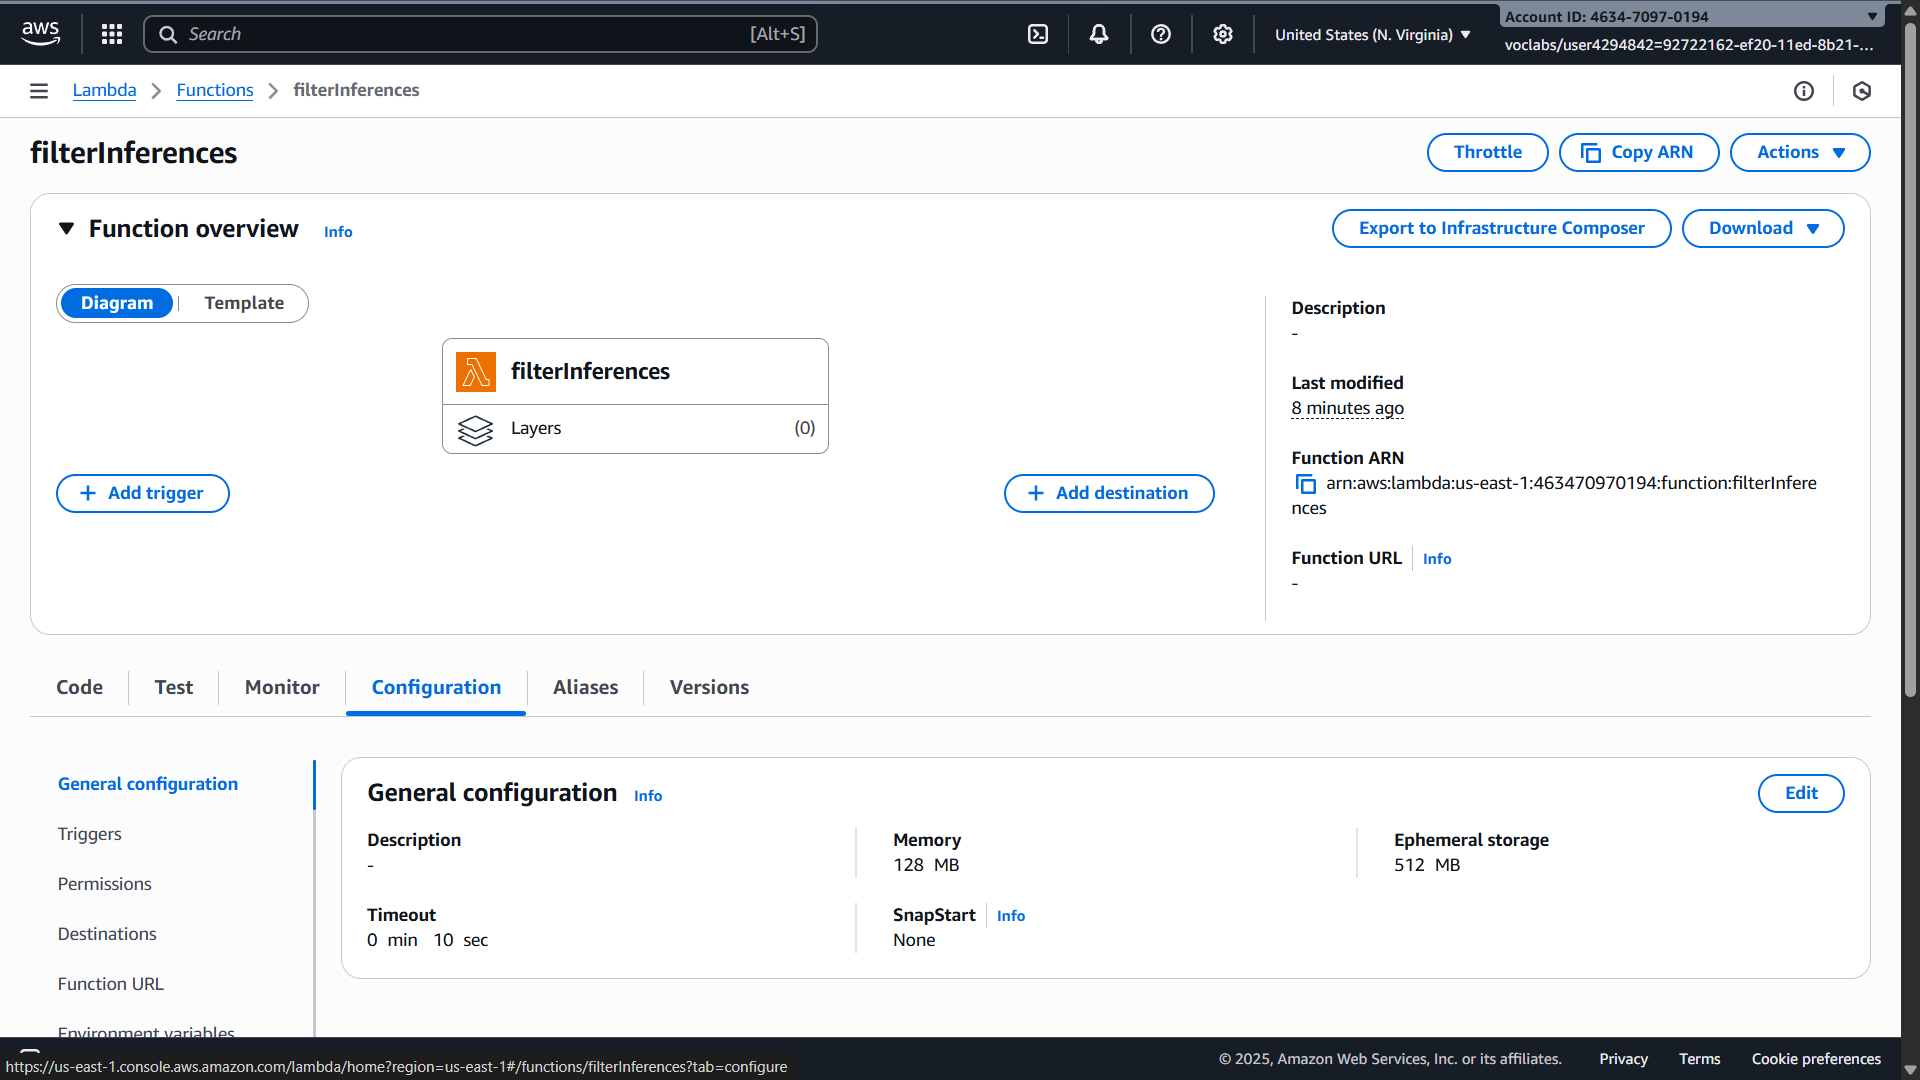 aws
Search [Alt+S]
United States (N. Virginia)
Account ID: 4634-7097-0194
voclabs/user4294842=92722162-ef20-11ed-8b21-...
Lambda
Functions
filterInferences
filterInferences
Throttle
Copy ARN
Actions
Function overview Info
Export to Infrastructure Composer
Download
Diagram
Template
filterInferences
Layers (0)
Add trigger
Add destination
Description
-
Last modified
8 minutes ago
Function ARN
arn:aws:lambda:us-east-1:463470970194:function:filterInfere
nces
Function URL Info
-
Code
Test
Monitor
Configuration
Aliases
Versions
General configuration
Triggers
Permissions
Destinations
Function URL
Environment variables
General configuration Info
Edit
Description
-
Memory
128 MB
Ephemeral storage
512 MB
Timeout
0 min 10 sec
SnapStart Info
None
https://us-east-1.console.aws.amazon.com/lambda/home?region=us-east-1#/functions/filterInferences?tab=configure
© 2025, Amazon Web Services, Inc. or its affiliates.
Privacy
Terms
Cookie preferences